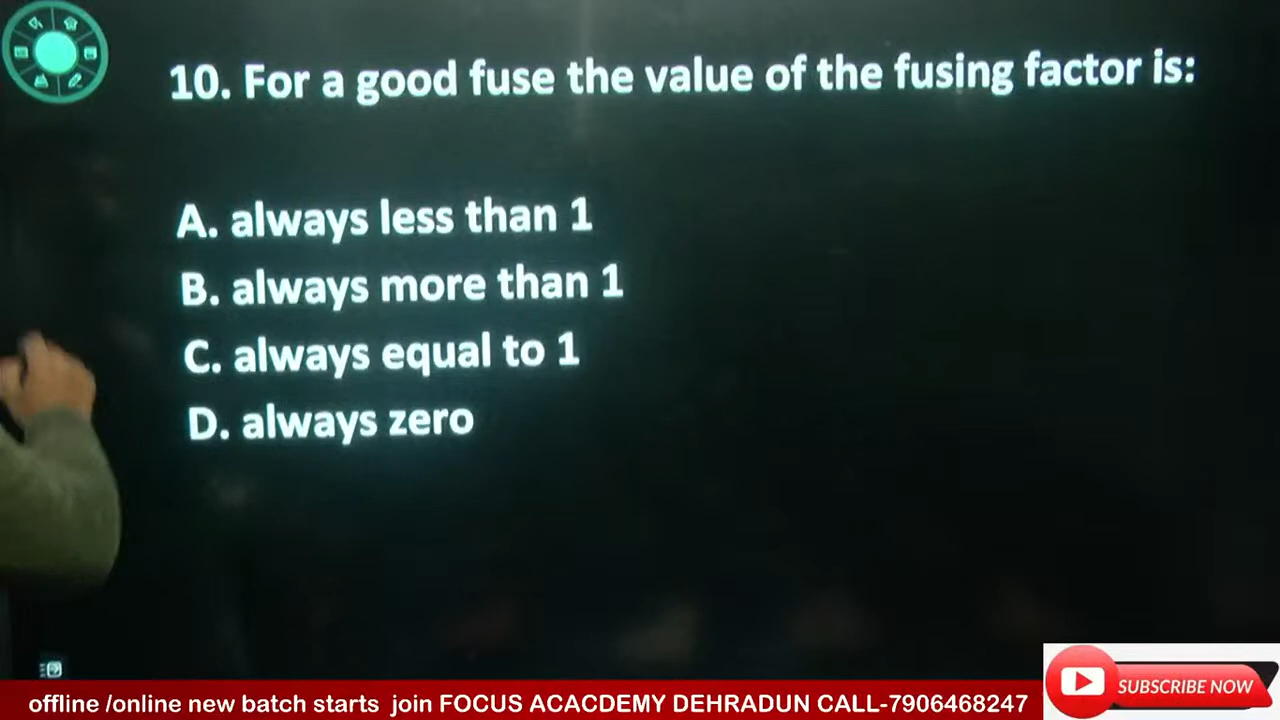 10. For a good fuse the value of the fusing factor is:
A. always less than 1
B. always more than 1
C. always equal to 1
D. always zero
offline /online new batch starts join FOCUS ACACDEMY DEHRADUN CALL-7906468247
SUBSCRIBE NOW